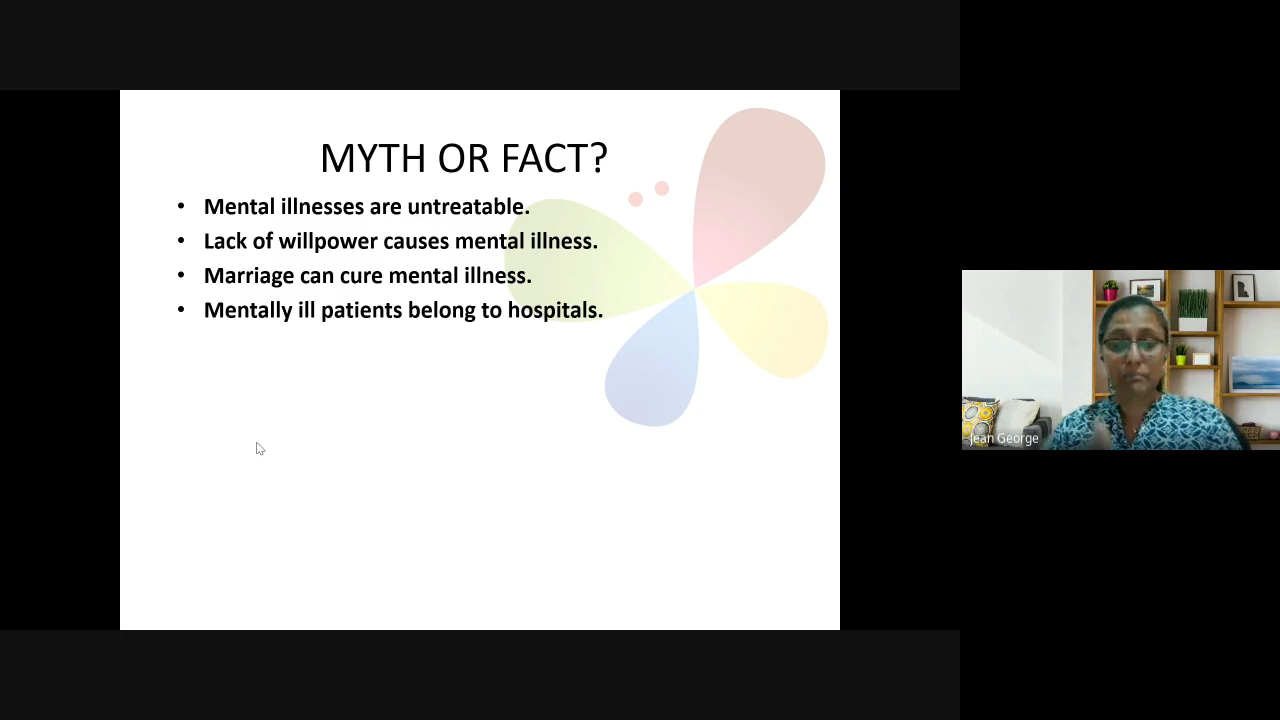 MYTH OR FACT?
• Mental illnesses are untreatable.
• Lack of willpower causes mental illness.
• Marriage can cure mental illness.
• Mentally ill patients belong to hospitals.
Jean George